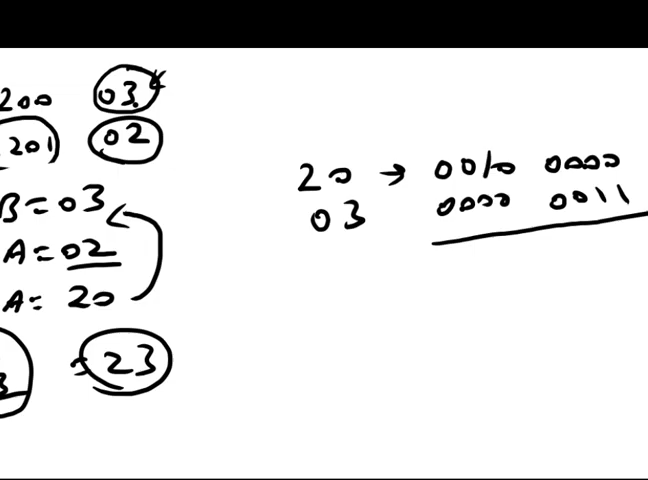 200 03
201 02
B = 03
A = 02
A = 20
= 23
20 → 0010 0000
03 0000 0011